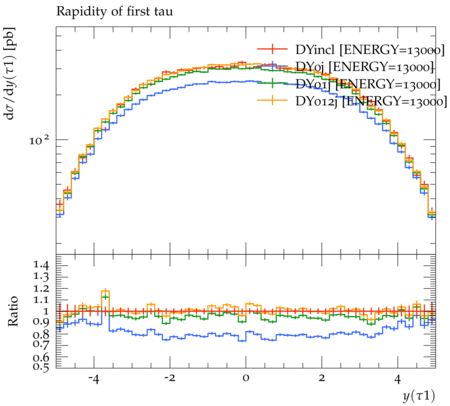 Rapidity of first tau
dσ/dy(τ1) [pb]
10²
DYincl [ENERGY=13000]
DY0j [ENERGY=13000]
DY01j [ENERGY=13000]
DY012j [ENERGY=13000]
Ratio
1.4
1.3
1.2
1.1
1
0.9
0.8
0.7
0.6
0.5
-4 -2 0 2 4
y(τ1)